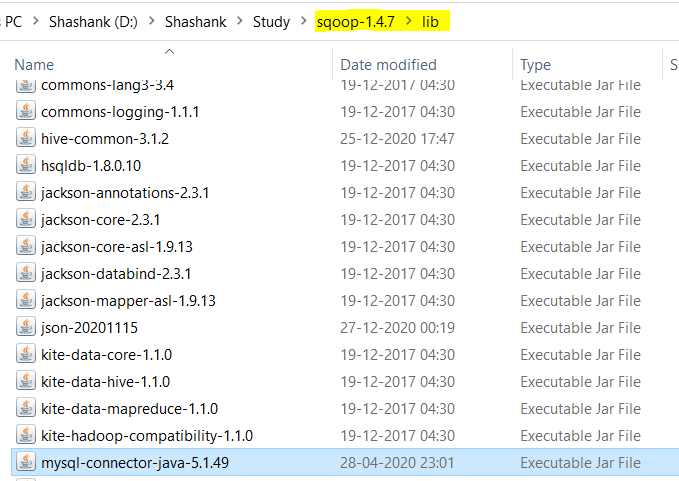 s PC > Shashank (D:) > Shashank > Study > sqoop-1.4.7 > lib
Name Date modified Type S
commons-lang3-3.4 19-12-2017 04:30 Executable Jar File
commons-logging-1.1.1 19-12-2017 04:30 Executable Jar File
hive-common-3.1.2 25-12-2020 17:47 Executable Jar File
hsqldb-1.8.0.10 19-12-2017 04:30 Executable Jar File
jackson-annotations-2.3.1 19-12-2017 04:30 Executable Jar File
jackson-core-2.3.1 19-12-2017 04:30 Executable Jar File
jackson-core-asl-1.9.13 19-12-2017 04:30 Executable Jar File
jackson-databind-2.3.1 19-12-2017 04:30 Executable Jar File
jackson-mapper-asl-1.9.13 19-12-2017 04:30 Executable Jar File
json-20201115 27-12-2020 00:19 Executable Jar File
kite-data-core-1.1.0 19-12-2017 04:30 Executable Jar File
kite-data-hive-1.1.0 19-12-2017 04:30 Executable Jar File
kite-data-mapreduce-1.1.0 19-12-2017 04:30 Executable Jar File
kite-hadoop-compatibility-1.1.0 19-12-2017 04:30 Executable Jar File
mysql-connector-java-5.1.49 28-04-2020 23:01 Executable Jar File